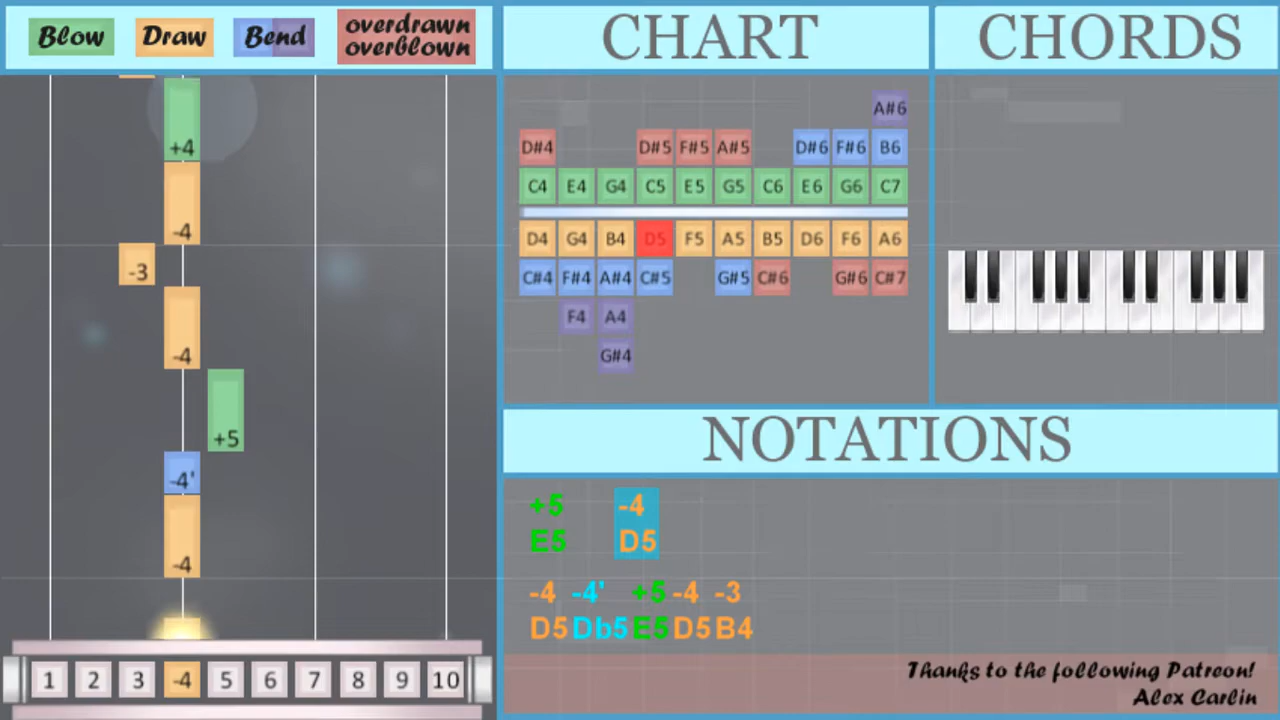 Blow Draw Bend overdrawn
overblown
CHART
CHORDS
+4
-4
-3
-4
+5
-4'
-4
1 2 3 -4 5 6 7 8 9 10
A#6
D#4 D#5 F#5 A#5 D#6 F#6 B6
C4 E4 G4 C5 E5 G5 C6 E6 G6 C7
D4 G4 B4 D5 F5 A5 B5 D6 F6 A6
C#4 F#4 A#4 C#5 G#5 C#6 G#6 C#7
F4 A4
G#4
NOTATIONS
+5 -4
E5 D5
-4 -4' +5 -4 -3
D5 Db5 E5 D5 B4
Thanks to the following Patreon!
Alex Carlin